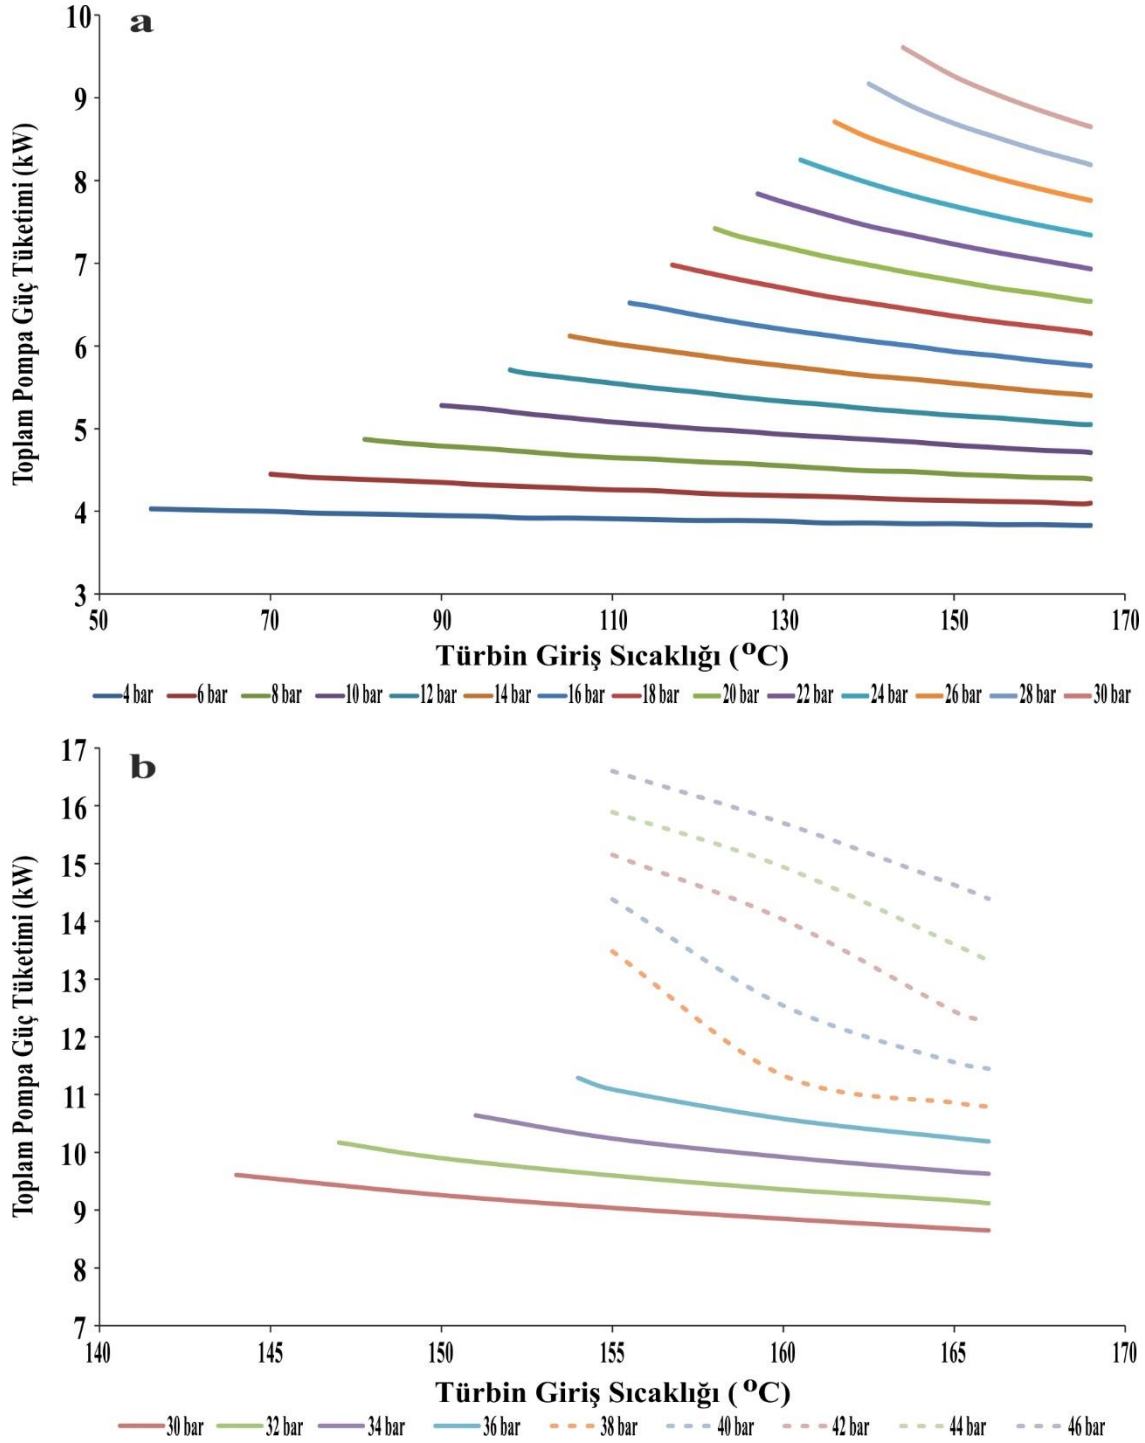 a
Toplam Pompa Güç Tüketimi (kW)
10
9
8
7
6
5
4
3
50 70 90 110 130 150 170
Türbin Giriş Sıcaklığı (°C)
4 bar 6 bar 8 bar 10 bar 12 bar 14 bar 16 bar 18 bar 20 bar 22 bar 24 bar 26 bar 28 bar 30 bar
b
Toplam Pompa Güç Tüketimi (kW)
17
16
15
14
13
12
11
10
9
8
7
140 145 150 155 160 165 170
Türbin Giriş Sıcaklığı (°C)
30 bar 32 bar 34 bar 36 bar 38 bar 40 bar 42 bar 44 bar 46 bar